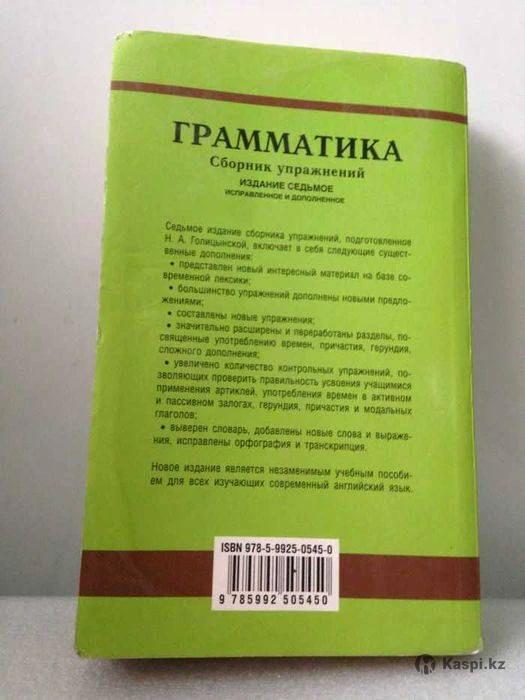 ГРАММАТИКА
Сборник упражнений
ИЗДАНИЕ СЕДЬМОЕ
ИСПРАВЛЕННОЕ И ДОПОЛНЕННОЕ
Седьмое издание сборника упражнений, подготовленное
Н. А. Голицынской, включает в себя следующие сущест-
венные дополнения:
• представлен новый интересный материал на базе со-
временной лексики;
• большинство упражнений дополнены новыми предло-
жениями;
• составлены новые упражнения;
• значительно расширены и переработаны разделы, по-
священные употреблению времен, причастия, герундия,
сложного дополнения;
• увеличено количество контрольных упражнений, по-
зволяющих проверить правильность усвоения учащимися
применения артиклей, употребления времен в активном
и пассивном залогах, герундия, причастия и модальных
глаголов;
• выверен словарь, добавлены новые слова и выраже-
ния, исправлены орфография и транскрипция.
Новое издание является незаменимым учебным пособи-
ем для всех изучающих современный английский язык.
ISBN 978-5-9925-0545-0
9 785992 505450
Kaspi.kz